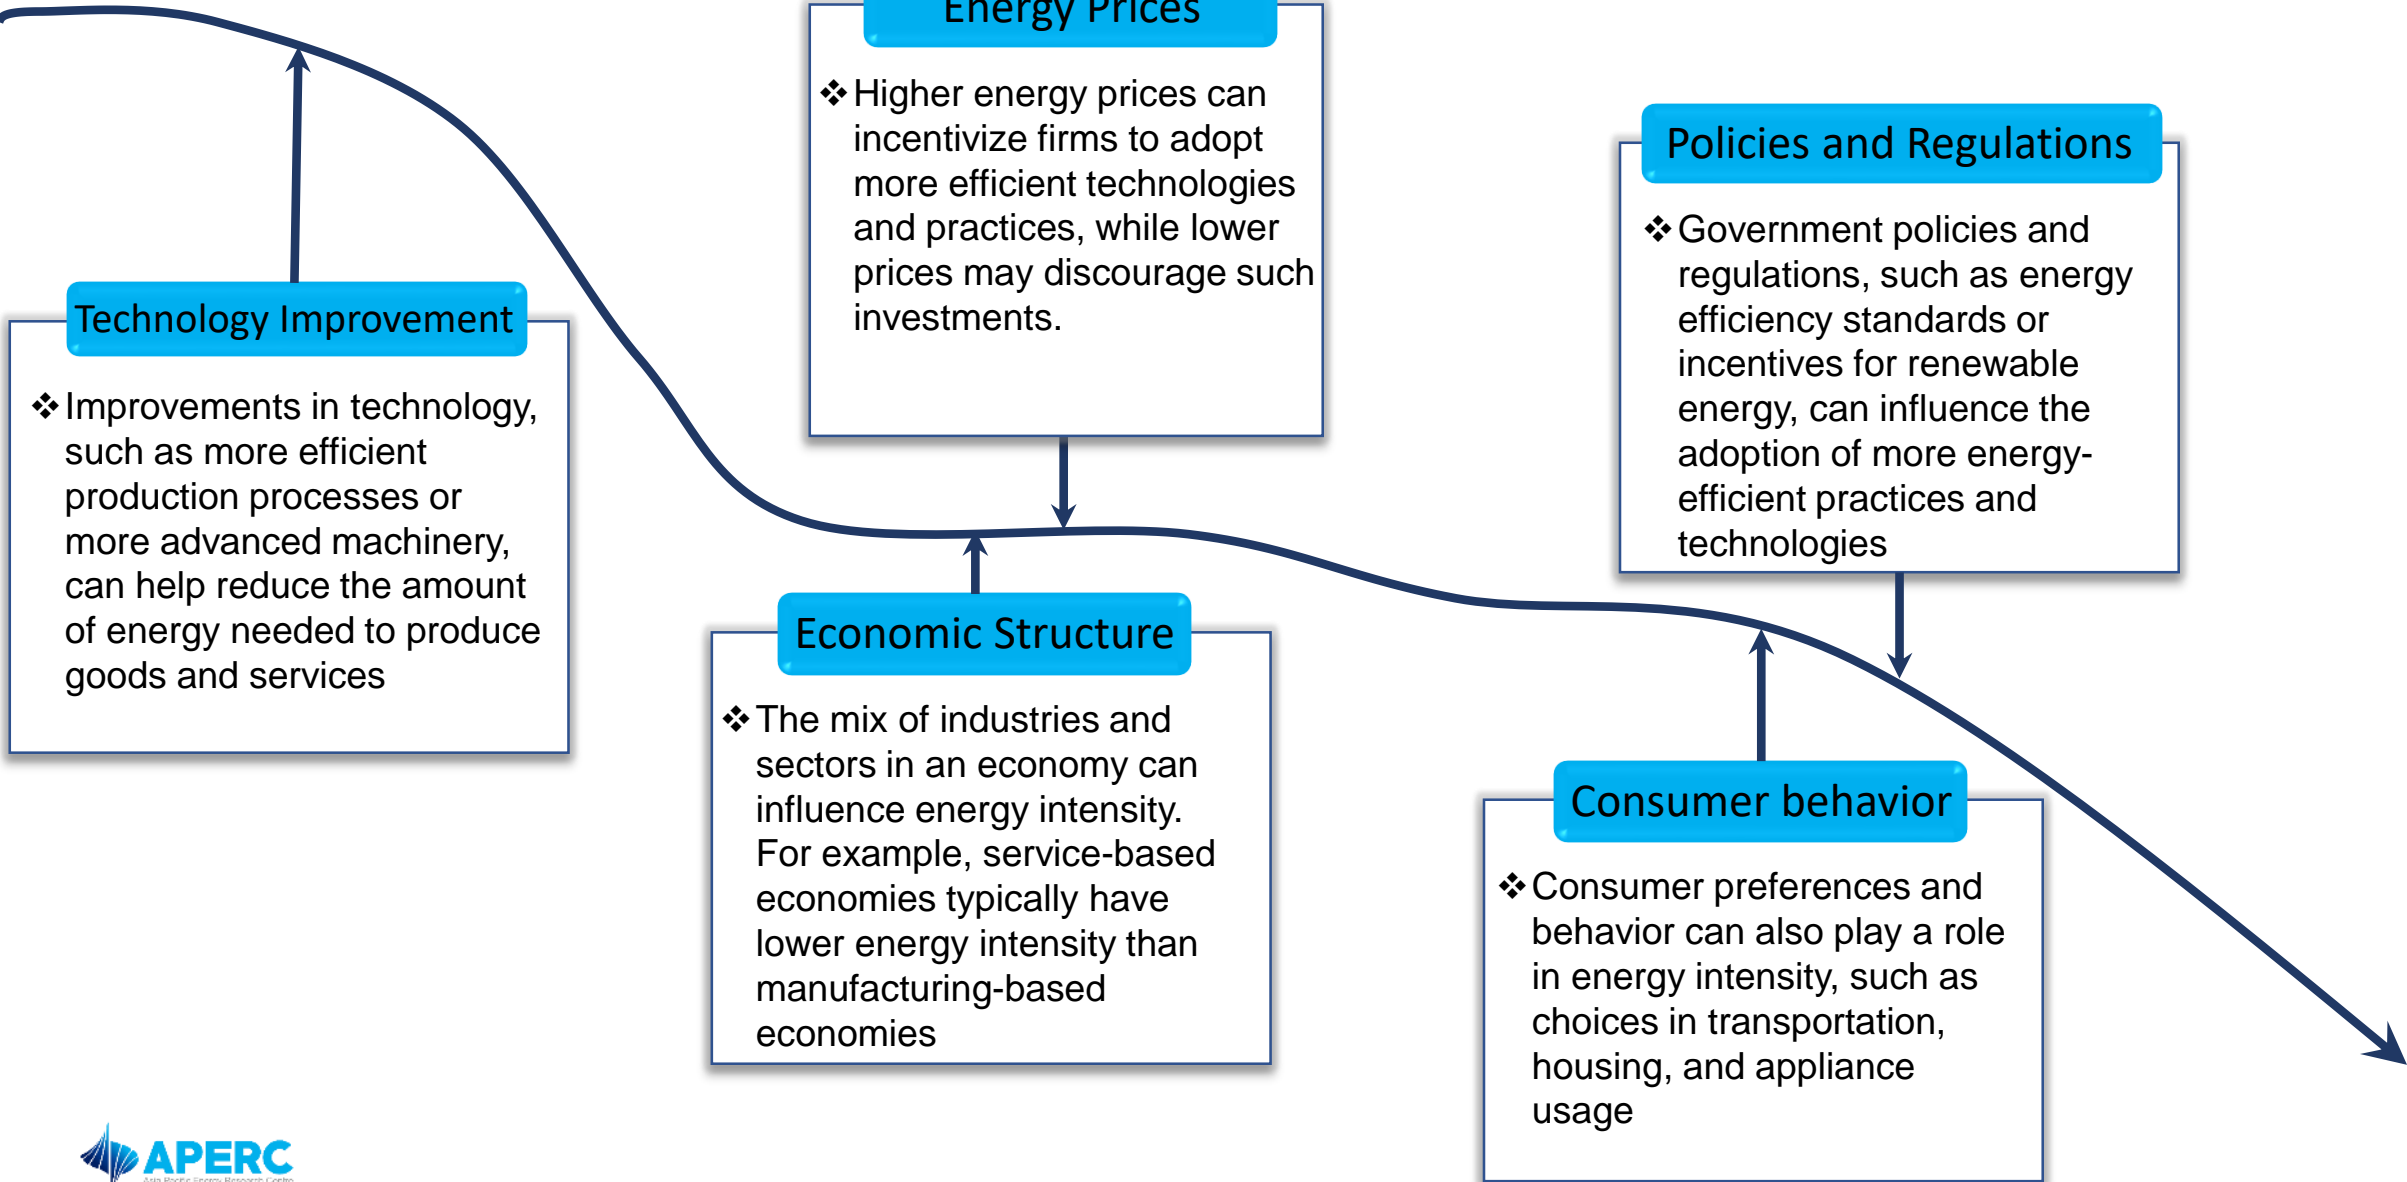 Energy Prices
❖ Higher energy prices can
incentivize firms to adopt
more efficient technologies
and practices, while lower
prices may discourage such
investments.
Policies and Regulations
❖ Government policies and
regulations, such as energy
efficiency standards or
incentives for renewable
energy, can influence the
adoption of more energy-
efficient practices and
technologies
Technology Improvement
❖ Improvements in technology,
such as more efficient
production processes or
more advanced machinery,
can help reduce the amount
of energy needed to produce
goods and services
Economic Structure
❖ The mix of industries and
sectors in an economy can
influence energy intensity.
For example, service-based
economies typically have
lower energy intensity than
manufacturing-based
economies
Consumer behavior
❖ Consumer preferences and
behavior can also play a role
in energy intensity, such as
choices in transportation,
housing, and appliance
usage
APERC
Asia Pacific Energy Research Centre